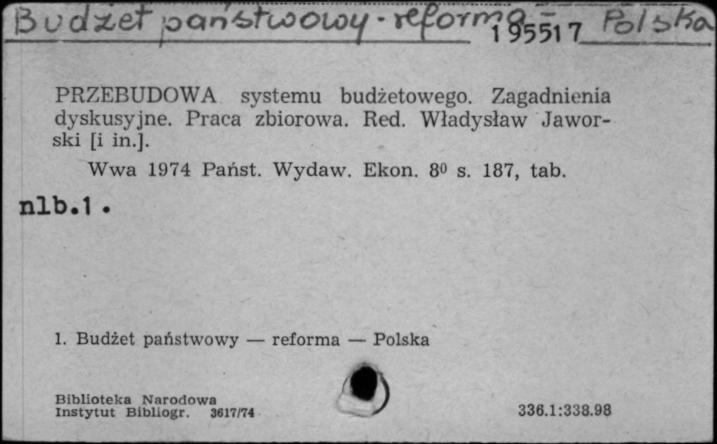 Budżet państwowy - reforma - Polska
195517
PRZEBUDOWA systemu budżetowego. Zagadnienia
dyskusyjne. Praca zbiorowa. Red. Władysław Jawor-
ski [i in.].
Wwa 1974 Państ. Wydaw. Ekon. 8⁰ s. 187, tab.
nlb.1.
1. Budżet państwowy — reforma — Polska
Biblioteka Narodowa
Instytut Bibliogr. 3617/74
336.1:338.98